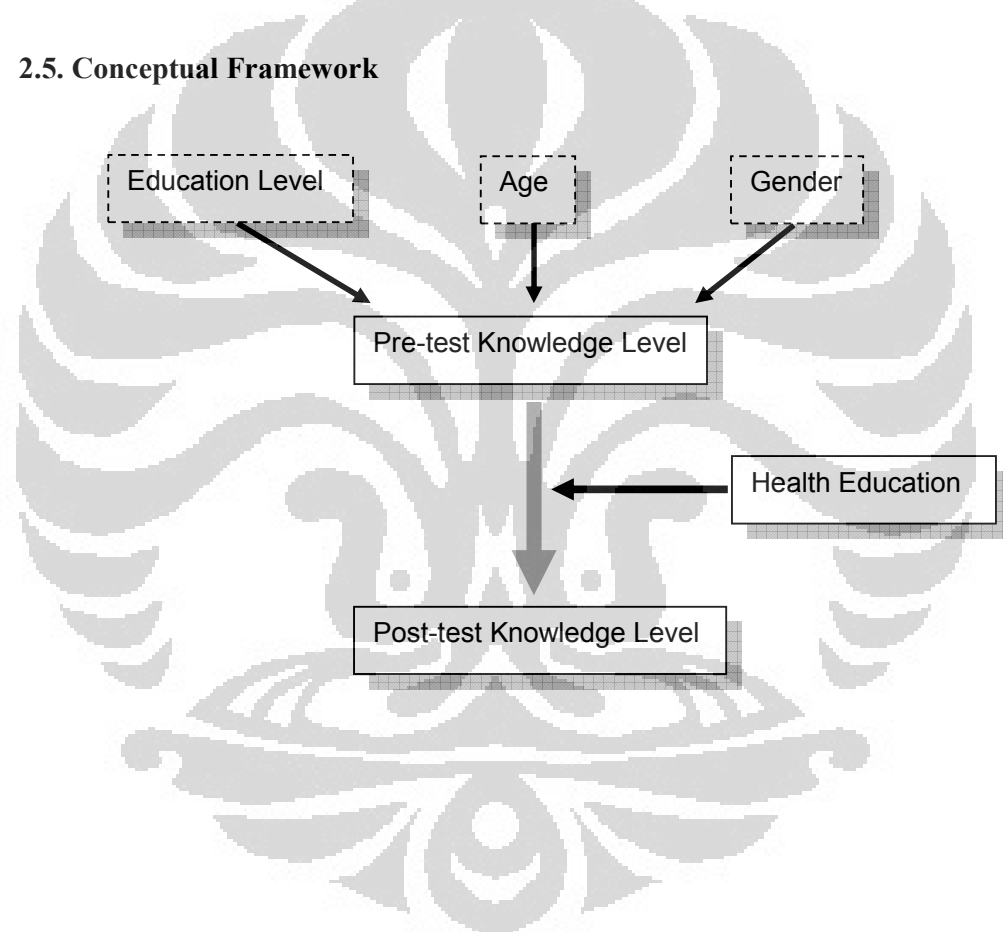 2.5. Conceptual Framework
Education Level
Age
Gender
Pre-test Knowledge Level
Health Education
Post-test Knowledge Level